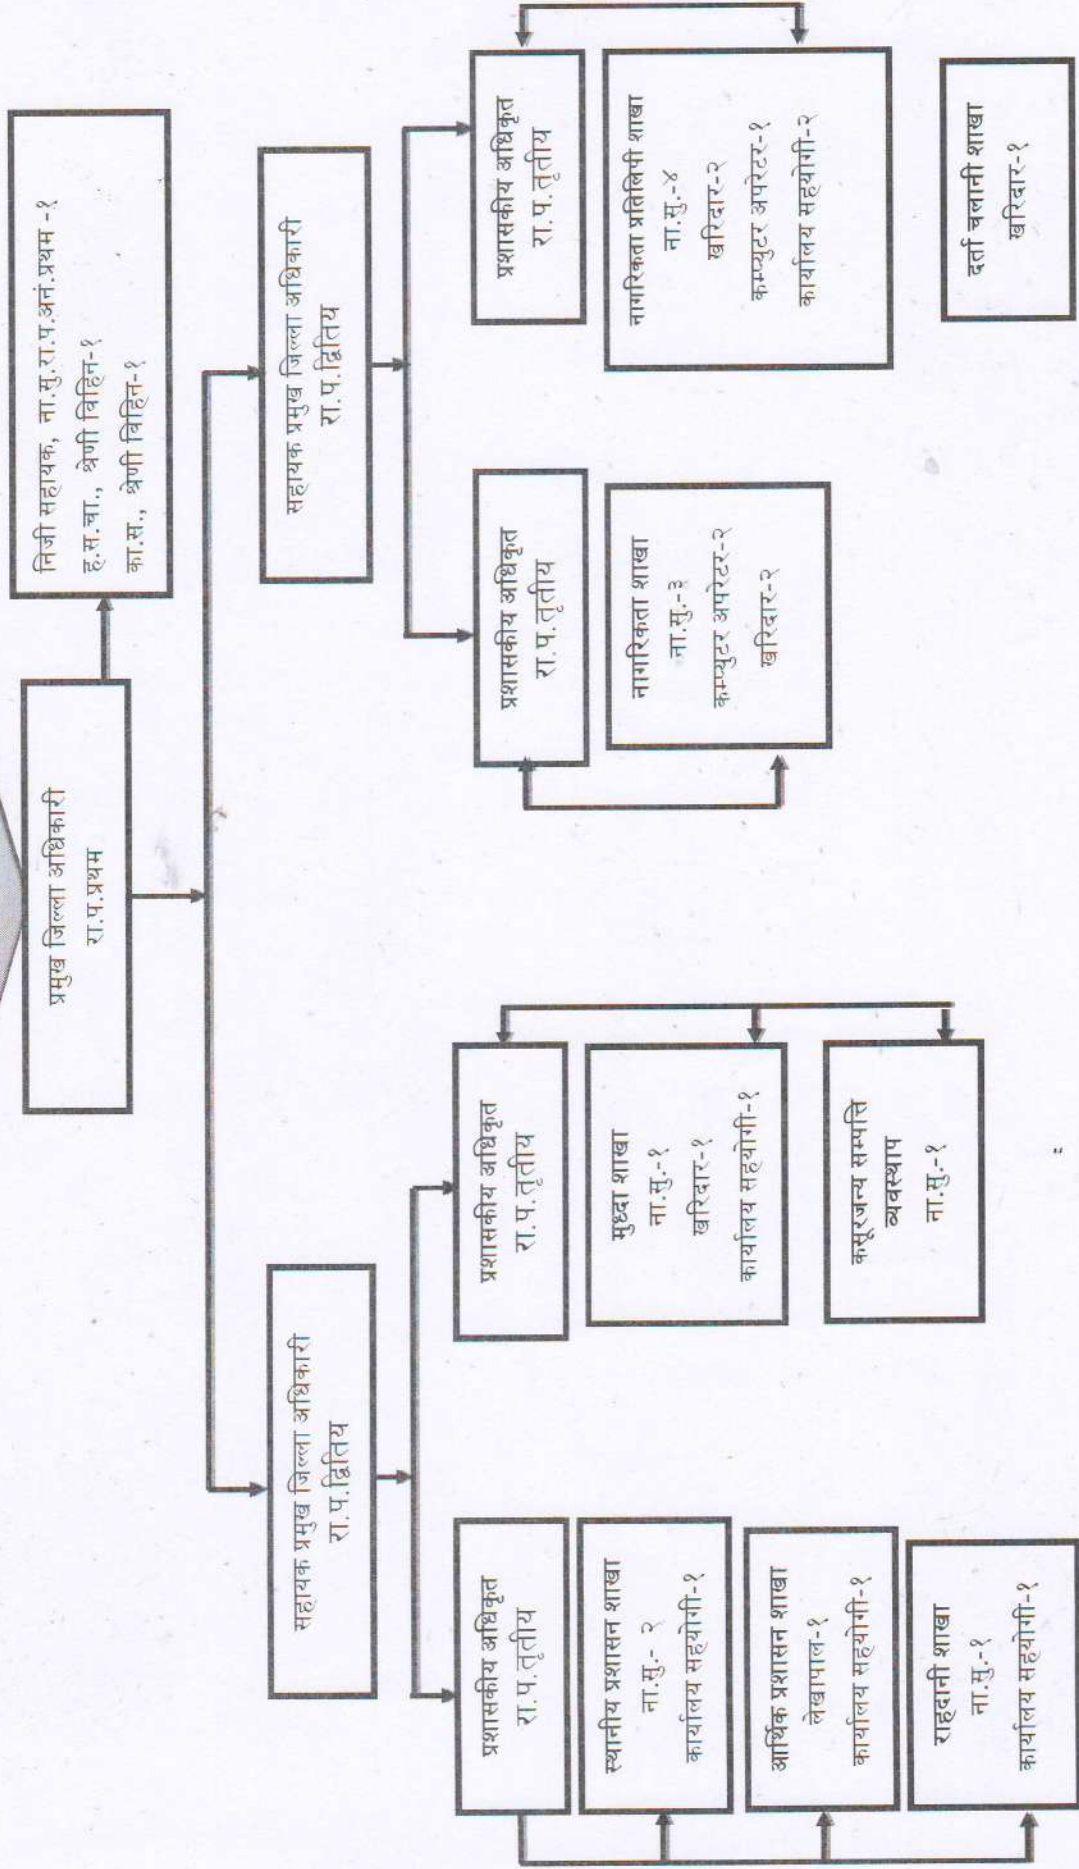 प्रमुख जिल्ला अधिकारी
रा.प.प्रथम
निजी सहायक, ना.सु.रा.प.अनं.प्रथम -१
ह.स.चा., श्रेणी विहिन-१
का.स., श्रेणी विहिन-१
सहायक प्रमुख जिल्ला अधिकारी
रा.प.द्वितिय
सहायक प्रमुख जिल्ला अधिकारी
रा.प.द्वितिय
प्रशासकीय अधिकृत
रा.प.तृतीय
स्थानीय प्रशासन शाखा
ना.सु.- २
कार्यालय सहयोगी-१
आर्थिक प्रशासन शाखा
लेखापाल-१
कार्यालय सहयोगी-१
राहदानी शाखा
ना.सु.-१
कार्यालय सहयोगी-१
प्रशासकीय अधिकृत
रा.प.तृतीय
मुद्दा शाखा
ना.सु.-१
खरिदार-१
कार्यालय सहयोगी-१
कसुरजन्य सम्पत्ति
व्यवस्थाप
ना.सु.-१
प्रशासकीय अधिकृत
रा.प.तृतीय
नागरिकता शाखा
ना.सु.-३
कम्प्युटर अपरेटर-२
खरिदार-२
प्रशासकीय अधिकृत
रा.प.तृतीय
नागरिकता प्रतिलिपी शाखा
ना.सु.-४
खरिदार-२
कम्प्युटर अपरेटर-१
कार्यालय सहयोगी-२
दर्ता चलानी शाखा
खरिदार-१